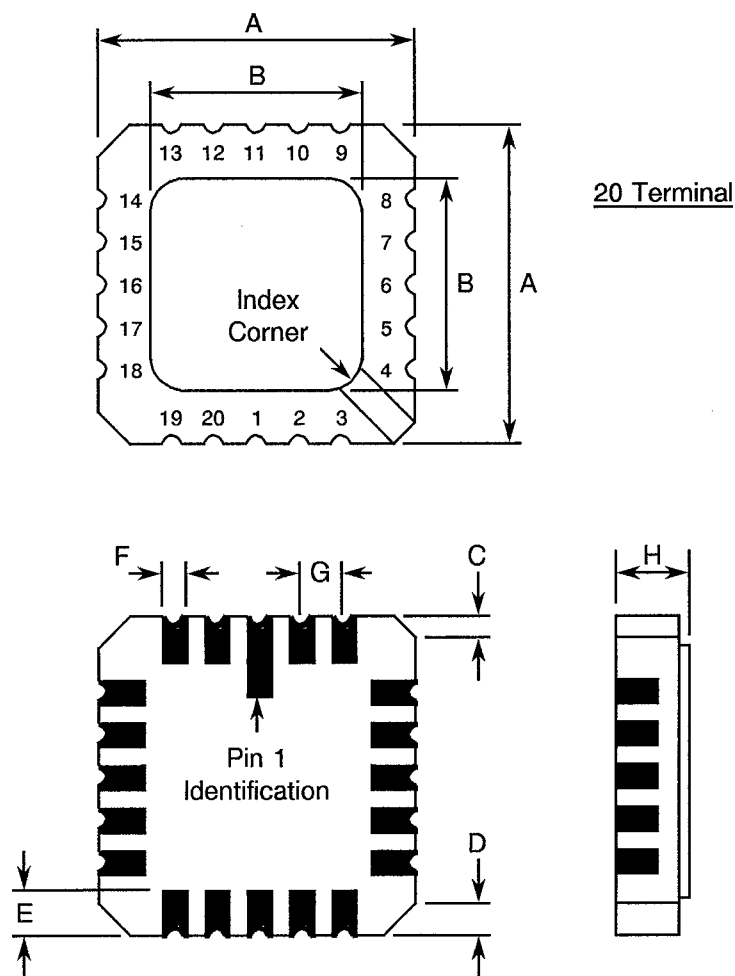 A
B
13 12 11 10 9
14 8
15 7
16 6
17 5
18 4
19 20 1 2 3
Index
Corner
B
A
20 Terminal
F
G
C
H
Pin 1
Identification
D
E